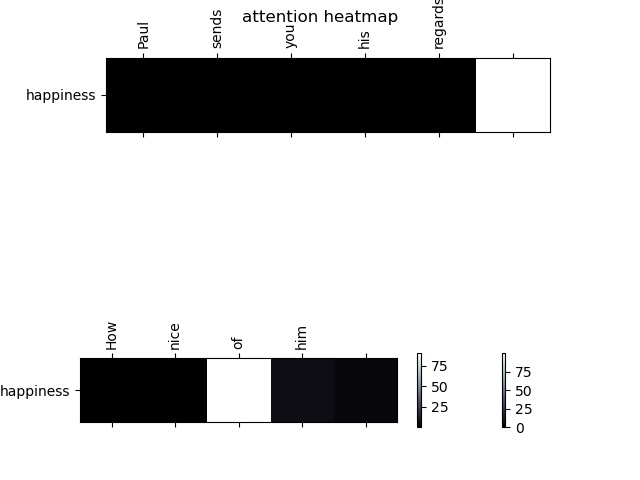 attention heatmap
Paul sends you his regards
happiness
How nice of him
happiness
75
50
25
75
50
25
0